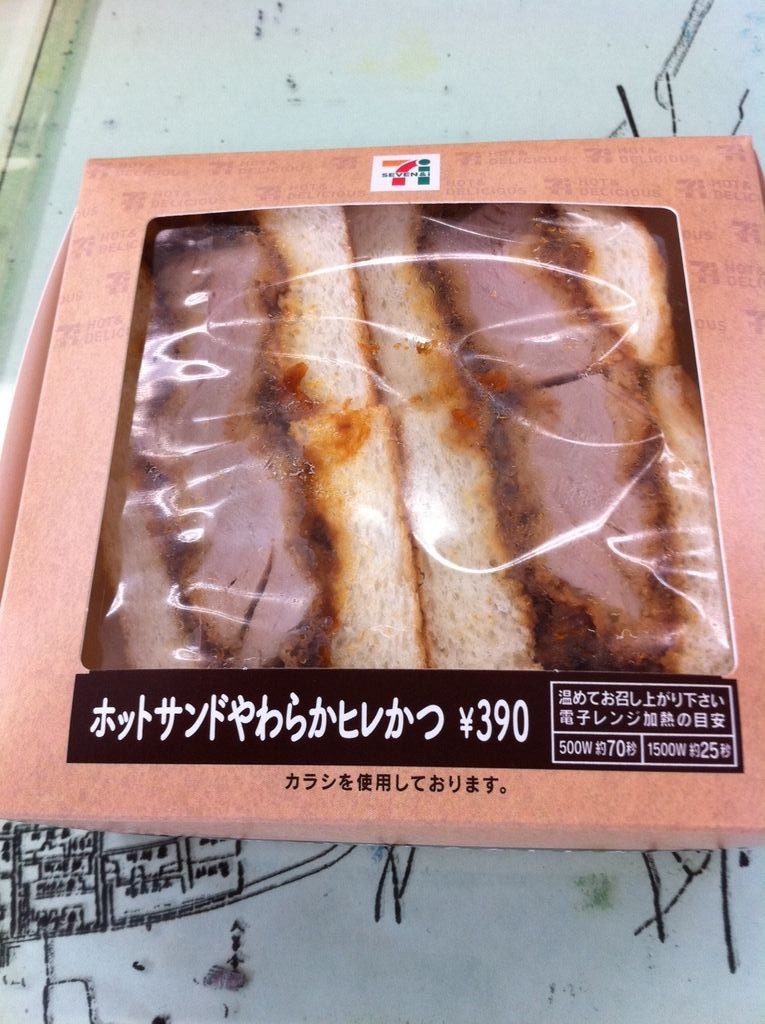 SEVEN&i
HOT& DELICIOUS
ホットサンドやわらかヒレかつ ¥390
温めてお召し上がり下さい
電子レンジ加熱の目安
500W 約70秒 1500W 約25秒
カラシを使用しております。